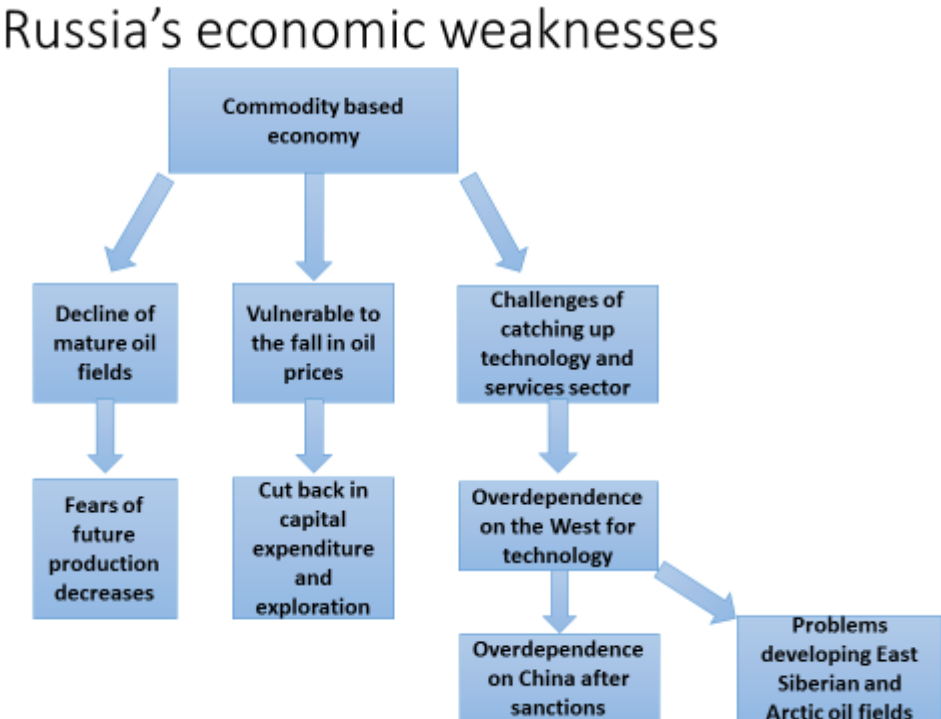 Russia's economic weaknesses
Commodity based
economy
Decline of
mature oil
fields
Vulnerable to
the fall in oil
prices
Challenges of
catching up
technology and
services sector
Fears of
future
production
decreases
Cut back in
capital
expenditure
and
exploration
Overdependence
on the West for
technology
Overdependence
on China after
sanctions
Problems
developing East
Siberian and
Arctic oil fields